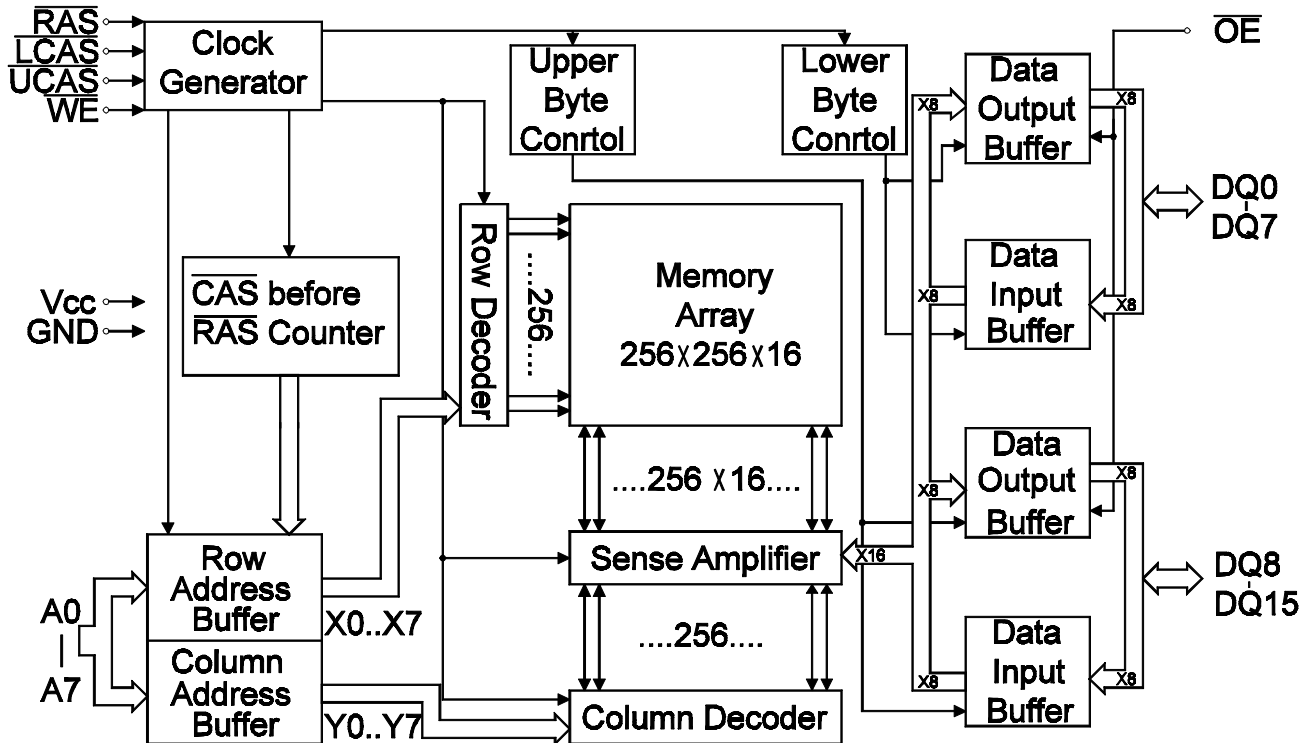 RAS
LCAS
UCAS
WE
Clock
Generator
Upper
Byte
Conrtol
Lower
Byte
Conrtol
Data
Output
Buffer
OE
X8
X8
DQ0
-
DQ7
Data
Input
Buffer
X8
X8
Vcc
GND
CAS before
RAS Counter
Row Decoder
....256....
Memory
Array
256X256X16
....256 X16....
Sense Amplifier
X16
....256....
Column Decoder
Data
Output
Buffer
X8
X8
DQ8
-
DQ15
Data
Input
Buffer
X8
X8
A0
|
A7
Row
Address
Buffer
X0..X7
Column
Address
Buffer
Y0..Y7